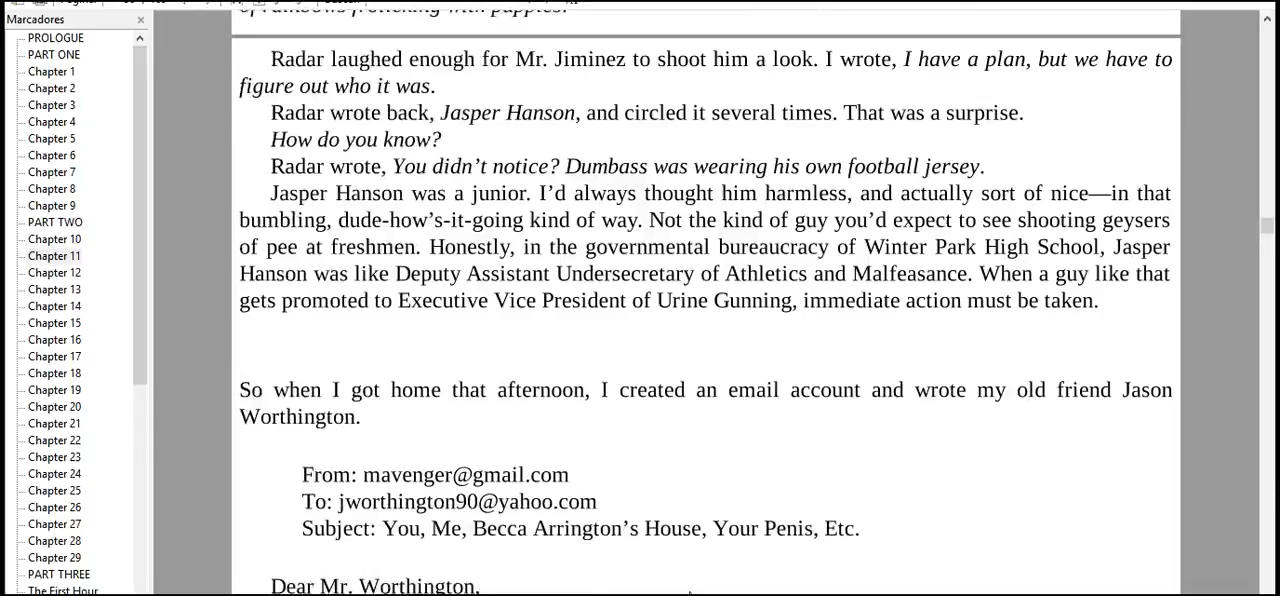 Marcadores
PROLOGUE
PART ONE
Chapter 1
Chapter 2
Chapter 3
Chapter 4
Chapter 5
Chapter 6
Chapter 7
Chapter 8
Chapter 9
PART TWO
Chapter 10
Chapter 11
Chapter 12
Chapter 13
Chapter 14
Chapter 15
Chapter 16
Chapter 17
Chapter 18
Chapter 19
Chapter 20
Chapter 21
Chapter 22
Chapter 23
Chapter 24
Chapter 25
Chapter 26
Chapter 27
Chapter 28
Chapter 29
PART THREE
The First Hour
of rainbows frolicking with puppies.
Radar laughed enough for Mr. Jiminez to shoot him a look. I wrote, I have a plan, but we have to
figure out who it was.
Radar wrote back, Jasper Hanson, and circled it several times. That was a surprise.
How do you know?
Radar wrote, You didn’t notice? Dumbass was wearing his own football jersey.
Jasper Hanson was a junior. I’d always thought him harmless, and actually sort of nice—in that
bumbling, dude-how’s-it-going kind of way. Not the kind of guy you’d expect to see shooting geysers
of pee at freshmen. Honestly, in the governmental bureaucracy of Winter Park High School, Jasper
Hanson was like Deputy Assistant Undersecretary of Athletics and Malfeasance. When a guy like that
gets promoted to Executive Vice President of Urine Gunning, immediate action must be taken.
So when I got home that afternoon, I created an email account and wrote my old friend Jason
Worthington.
From: mavenger@gmail.com
To: jworthington90@yahoo.com
Subject: You, Me, Becca Arrington’s House, Your Penis, Etc.
Dear Mr. Worthington,